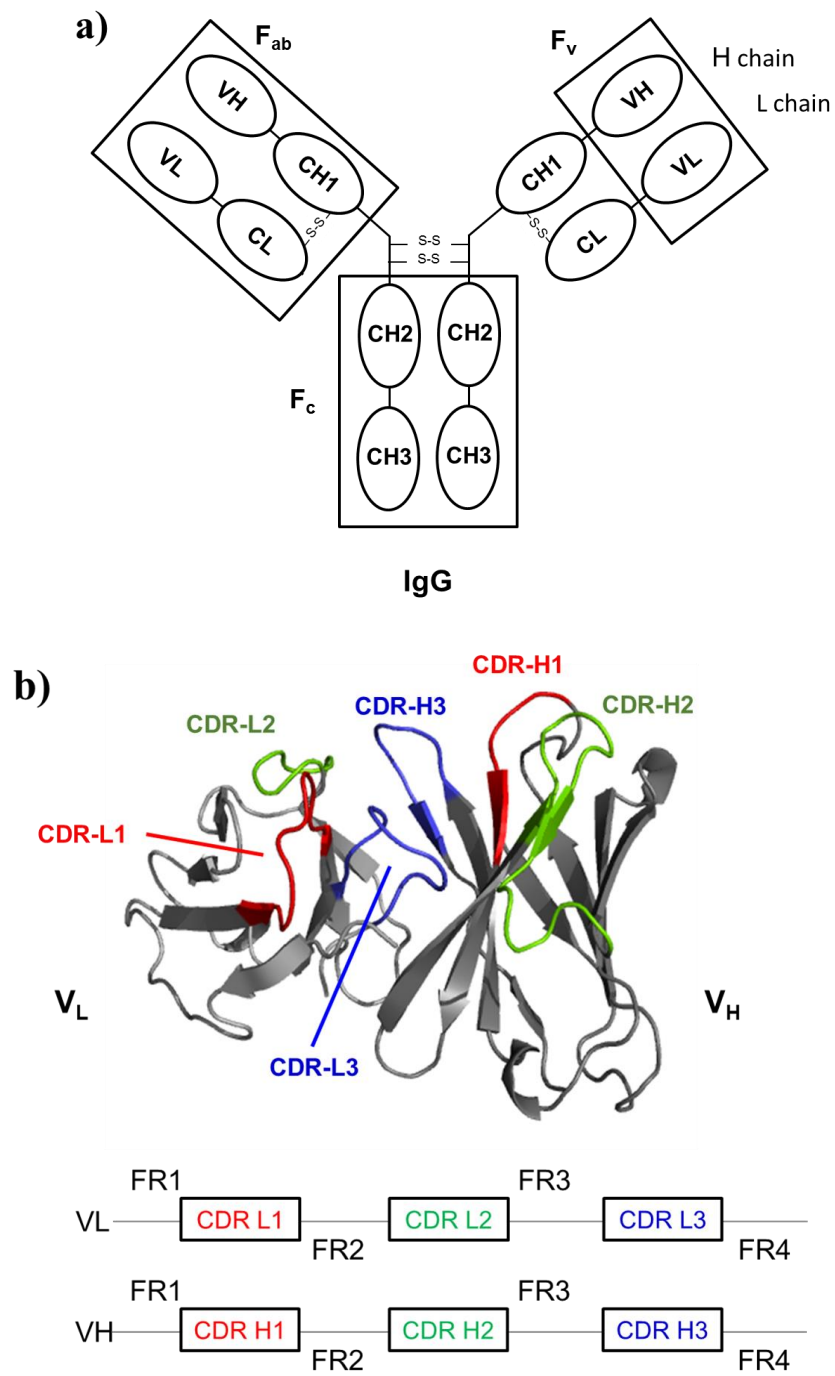 a)
Fab
Fv
H chain
L chain
VH
VH
VL
CH1
CH1
VL
CL
S-S
S-S
CL
S-S
S-S
CH2
CH2
Fc
CH3
CH3
IgG
b)
CDR-H1
CDR-H3
CDR-H2
CDR-L2
CDR-L1
VL
VH
CDR-L3
FR1
FR3
VL
CDR L1
CDR L2
CDR L3
FR2
FR4
FR1
FR3
VH
CDR H1
CDR H2
CDR H3
FR2
FR4